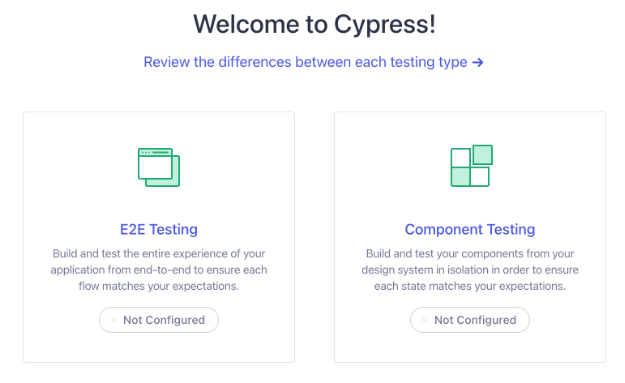 Welcome to Cypress!
Review the differences between each testing type →
E2E Testing
Build and test the entire experience of your
application from end-to-end to ensure each
flow matches your expectations.
Not Configured
Component Testing
Build and test your components from your
design system in isolation in order to ensure
each state matches your expectations.
Not Configured